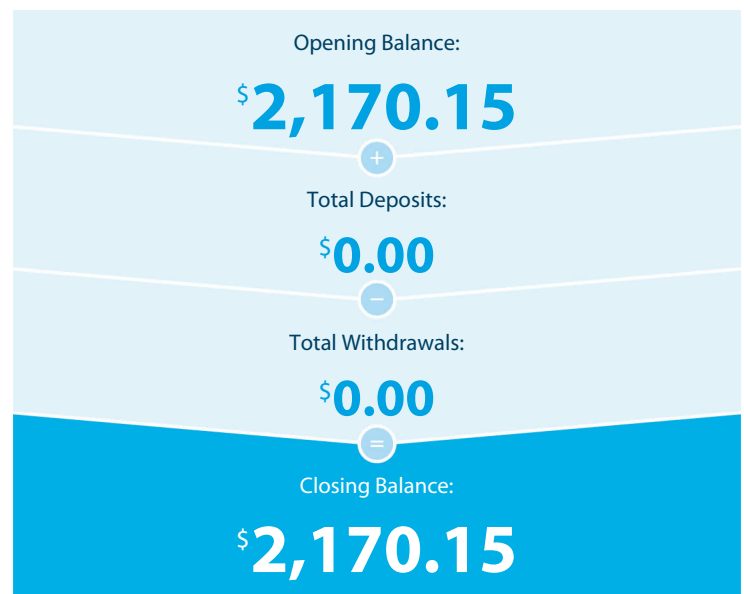 Opening Balance:
$2,170.15
+
Total Deposits:
$0.00
−
Total Withdrawals:
$0.00
=
Closing Balance:
$2,170.15